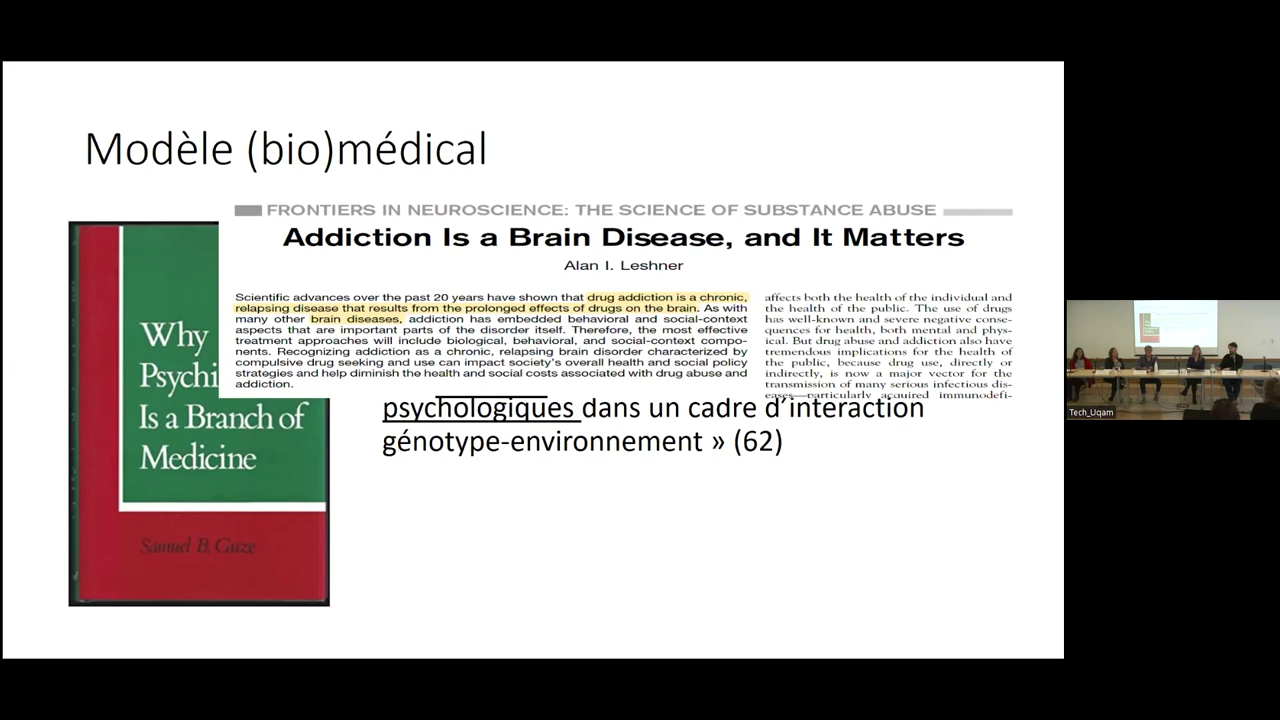 Modèle (bio)médical
FRONTIERS IN NEUROSCIENCE: THE SCIENCE OF SUBSTANCE ABUSE
Addiction Is a Brain Disease, and It Matters
Alan I. Leshner
Scientific advances over the past 20 years have shown that drug addiction is a chronic,
relapsing disease that results from the prolonged effects of drugs on the brain. As with
many other brain diseases, addiction has embedded behavioral and social-context
aspects that are important parts of the disorder itself. Therefore, the most effective
treatment approaches will include biological, behavioral, and social-context compo-
nents. Recognizing addiction as a chronic, relapsing brain disorder characterized by
compulsive drug seeking and use can impact society's overall health and social policy
strategies and help diminish the health and social costs associated with drug abuse and
addiction.
affects both the health of the individual and
the health of the public. The use of drugs
has well-known and severe negative conse-
quences for health, both mental and phys-
ical. But drug abuse and addiction also have
tremendous implications for the health of
the public, because drug use, directly or
indirectly, is now a major vector for the
transmission of many serious infectious dis-
eases—particularly acquired immunodefi-
Why
Psychi
Is a Branch of
Medicine
Samuel B. Guze
psychologiques dans un cadre d'interaction
génotype-environnement » (62)
Tech_Uqam